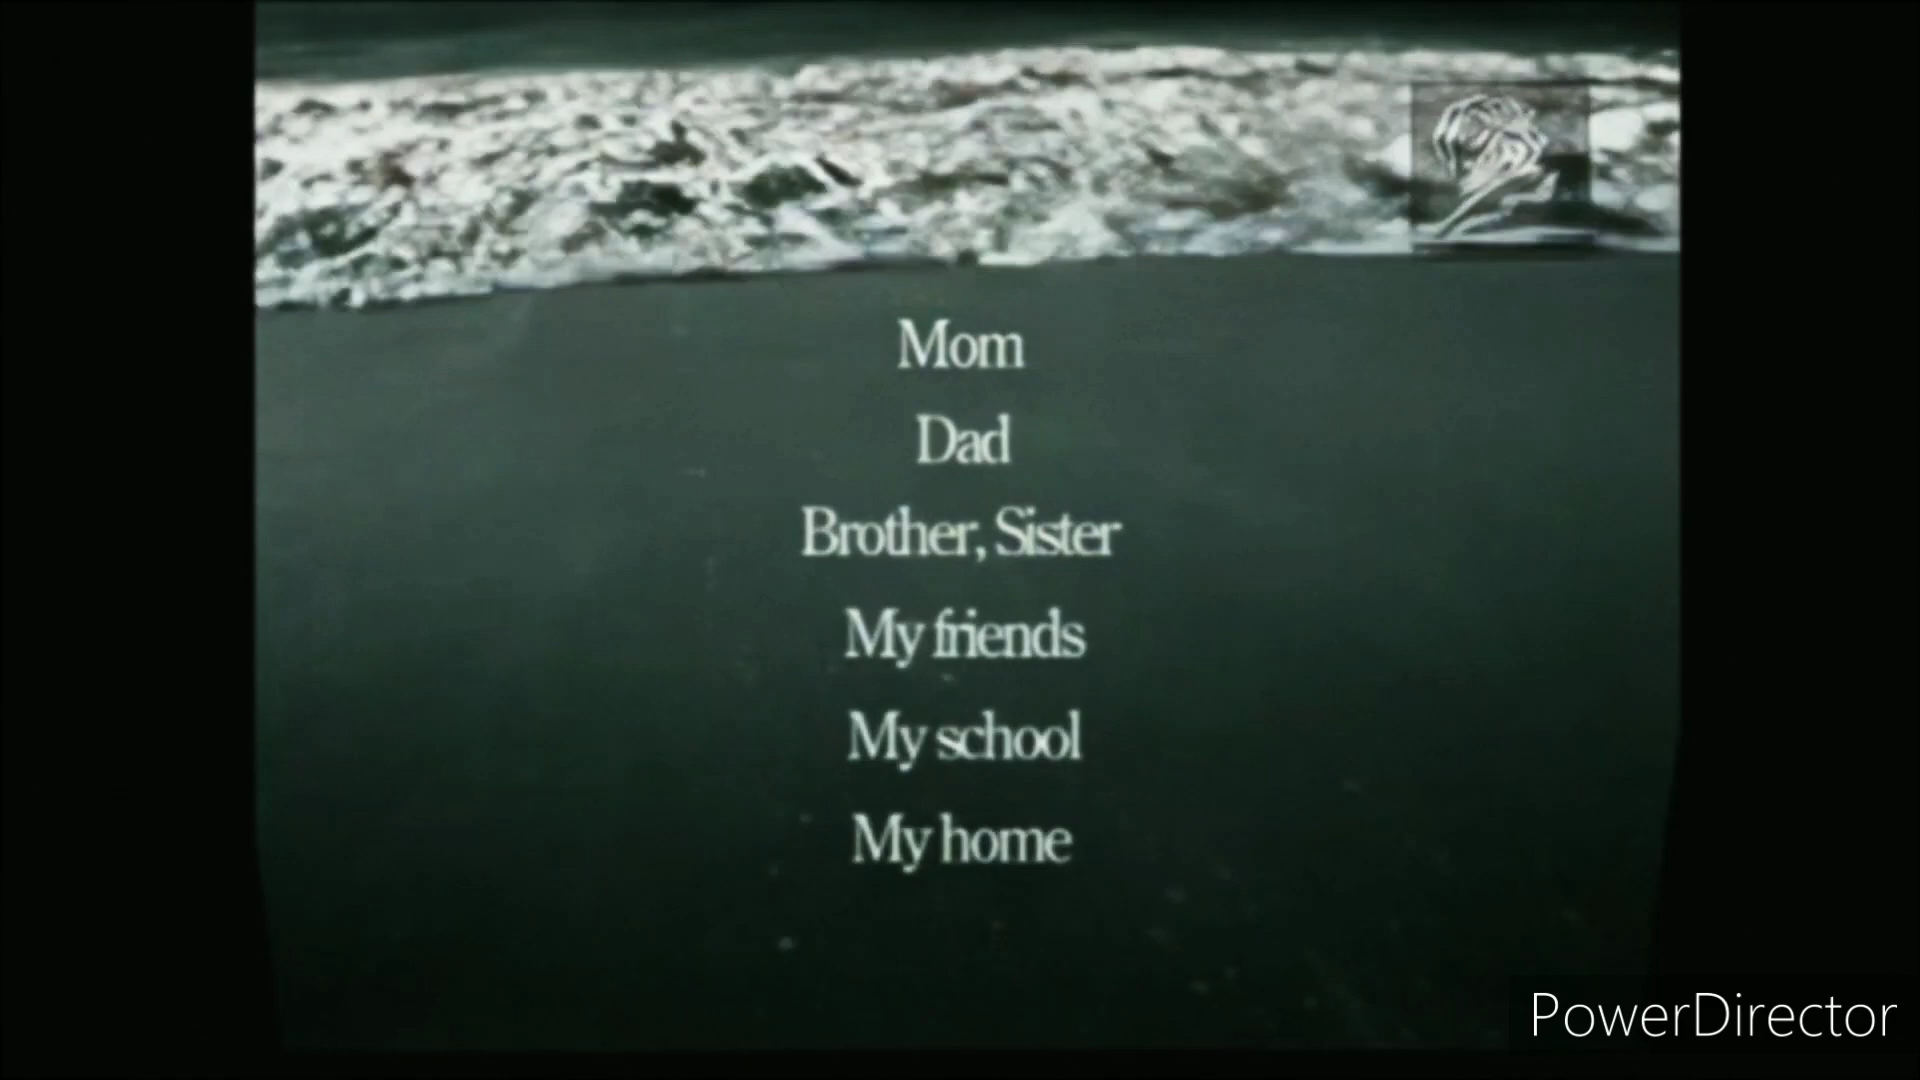 Mom
Dad
Brother, Sister
My friends
My school
My home
PowerDirector